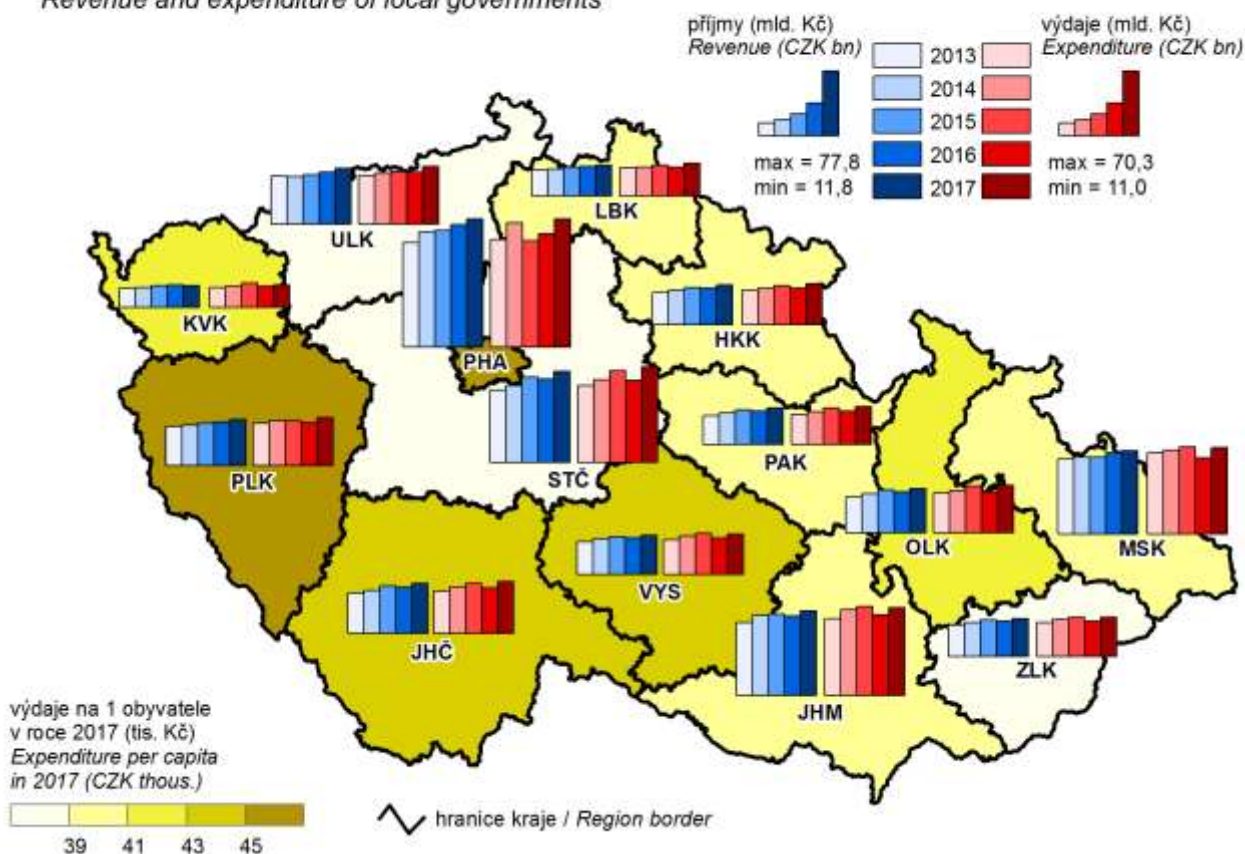 Revenue and expenditure of local governments
příjmy (mld. Kč)
Revenue (CZK bn)
max = 77,8
min = 11,8
2013
2014
2015
2016
2017
výdaje (mld. Kč)
Expenditure (CZK bn)
max = 70,3
min = 11,0
ULK
LBK
KVK
HKK
PHA
PLK
STČ
PAK
OLK
MSK
VYS
JHČ
ZLK
JHM
výdaje na 1 obyvatele
v roce 2017 (tis. Kč)
Expenditure per capita
in 2017 (CZK thous.)
39 41 43 45
hranice kraje / Region border